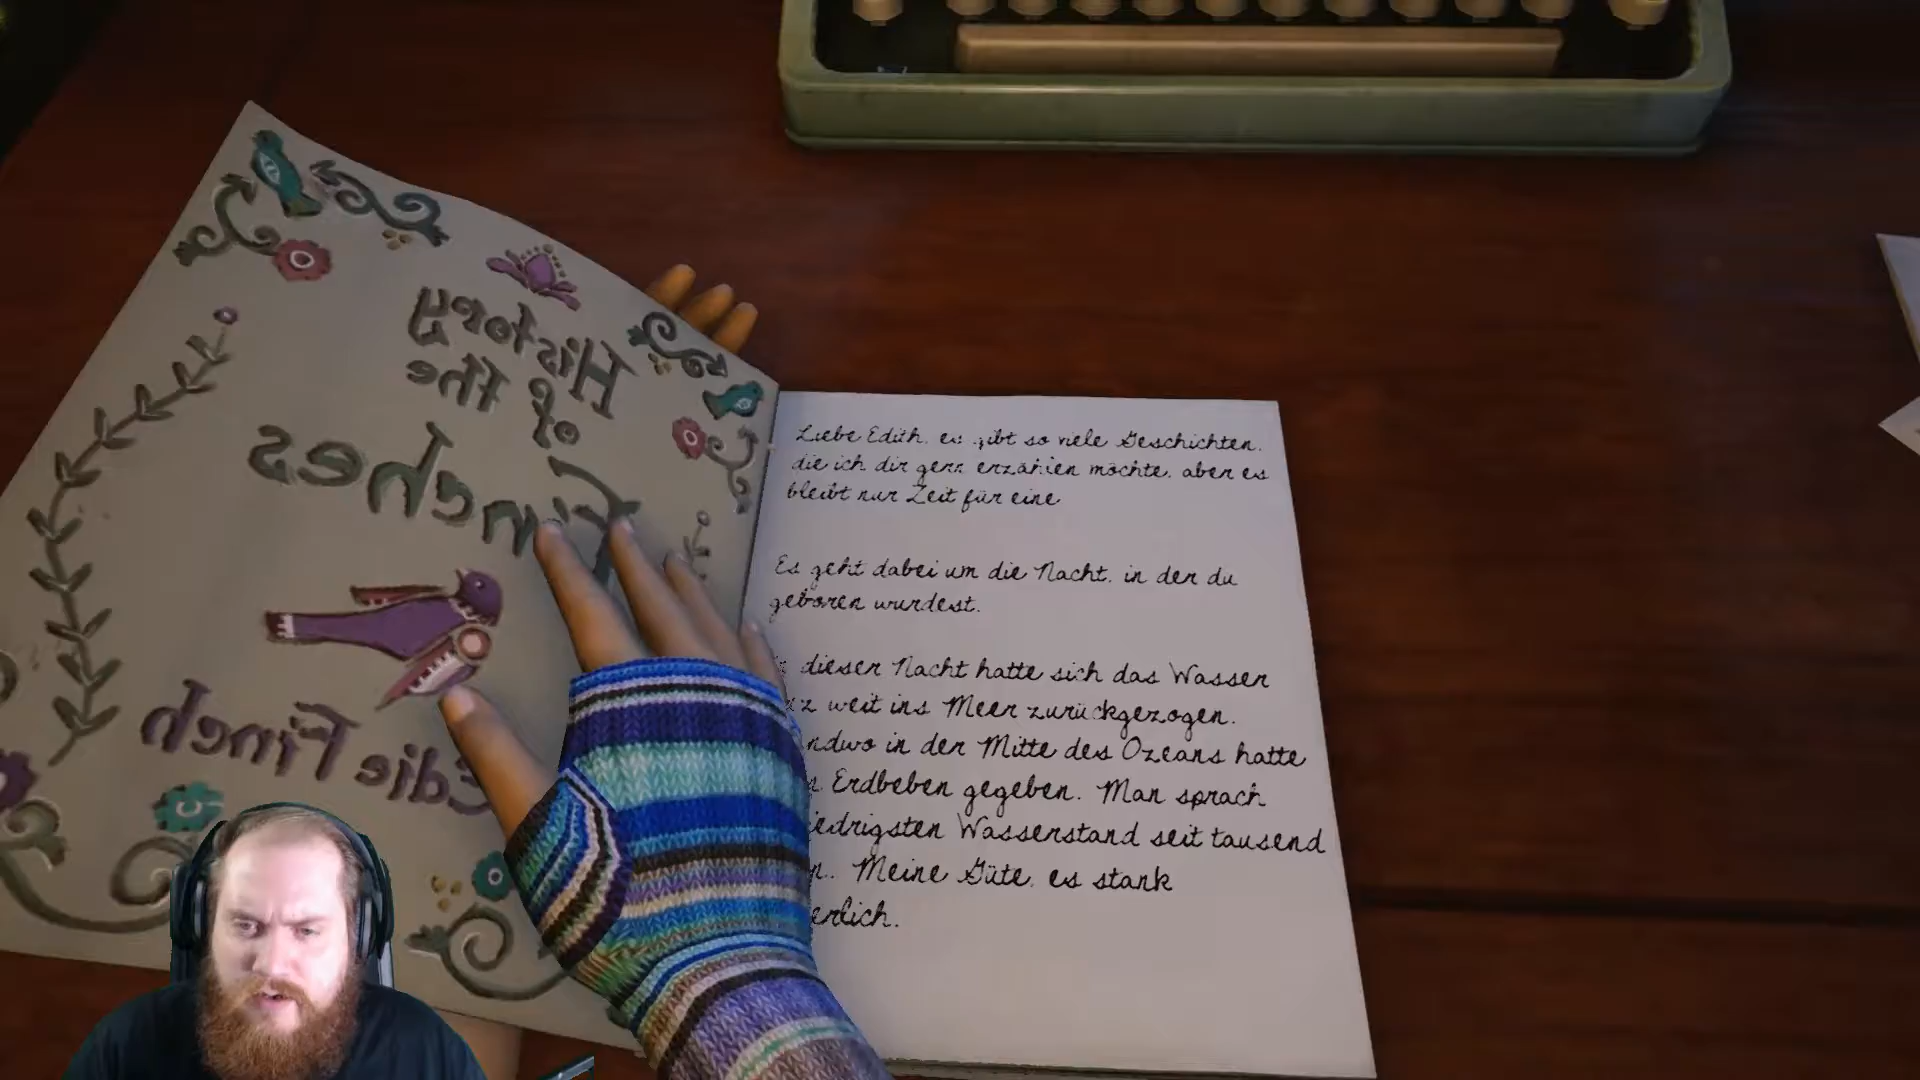 History
of the
Finches
Edie Finch
Liebe Edith, es gibt so viele Geschichten,
die ich dir gern erzählen möchte, aber es
bleibt nur Zeit für eine
Es geht dabei um die Nacht, in der du
geboren wurdest.
dieser Nacht hatte sich das Wasser
weit ins Meer zurückgezogen.
in der Mitte des Ozeans hatte
Erdbeben gegeben. Man sprach
Wasserstand seit tausend
Meine Güte, es stank